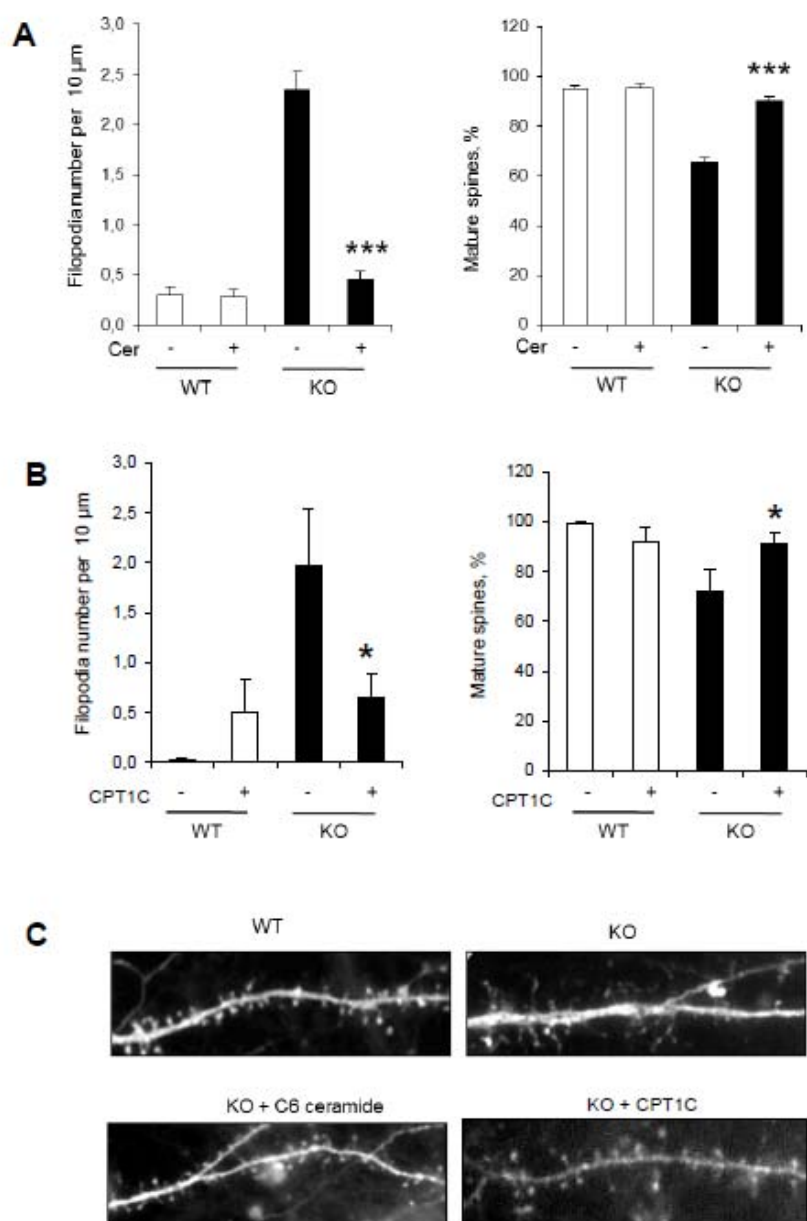 A
Filopodianumber per 10 µm
3,0
2,5
2,0
1,5
1,0
0,5
0,0
***
Cer - + - +
WT KO
Mature spines, %
120
100
80
60
40
20
0
***
Cer - + - +
WT KO
B
Filopodia number per 10 µm
3,0
2,5
2,0
1,5
1,0
0,5
0,0
*
CPT1C - + - +
WT KO
Mature spines, %
120
100
80
60
40
20
0
*
CPT1C - + - +
WT KO
C
WT
KO
KO + C6 ceramide
KO + CPT1C